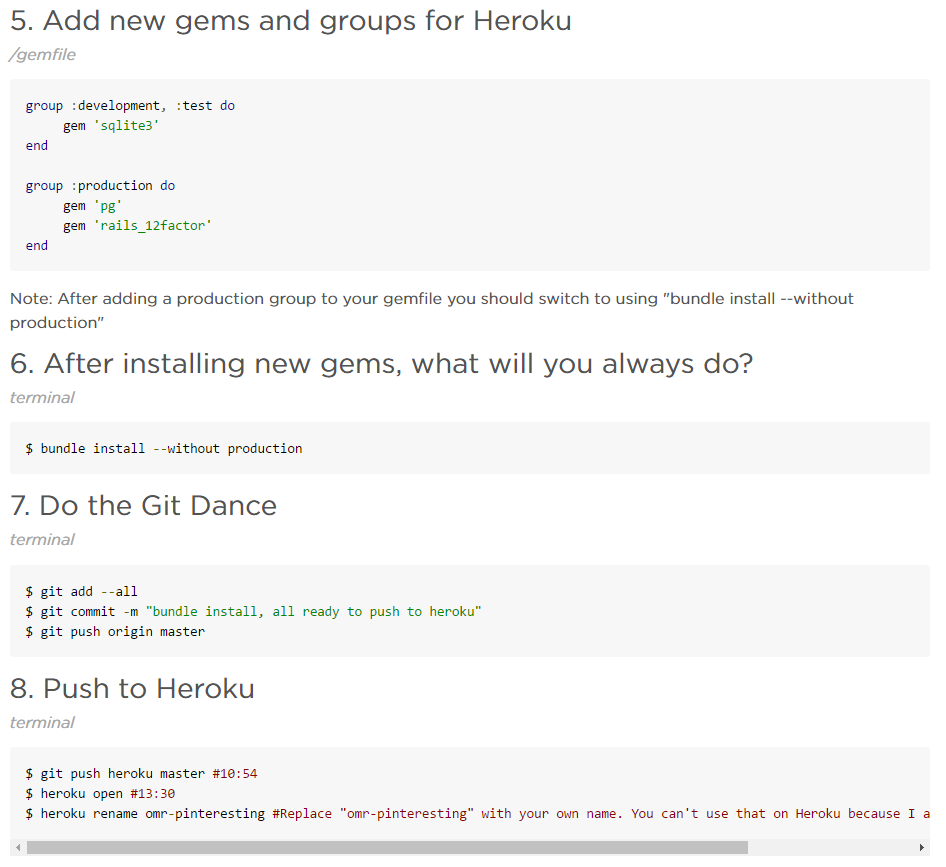 5. Add new gems and groups for Heroku
/gemfile
group :development, :test do
     gem 'sqlite3'
end
group :production do
     gem 'pg'
     gem 'rails_12factor'
end
Note: After adding a production group to your gemfile you should switch to using "bundle install --without
production"
6. After installing new gems, what will you always do?
terminal
$ bundle install --without production
7. Do the Git Dance
terminal
$ git add --all
$ git commit -m "bundle install, all ready to push to heroku"
$ git push origin master
8. Push to Heroku
terminal
$ git push heroku master #10:54
$ heroku open #13:30
$ heroku rename omr-pinteresting #Replace "omr-pinteresting" with your own name. You can't use that on Heroku because I a